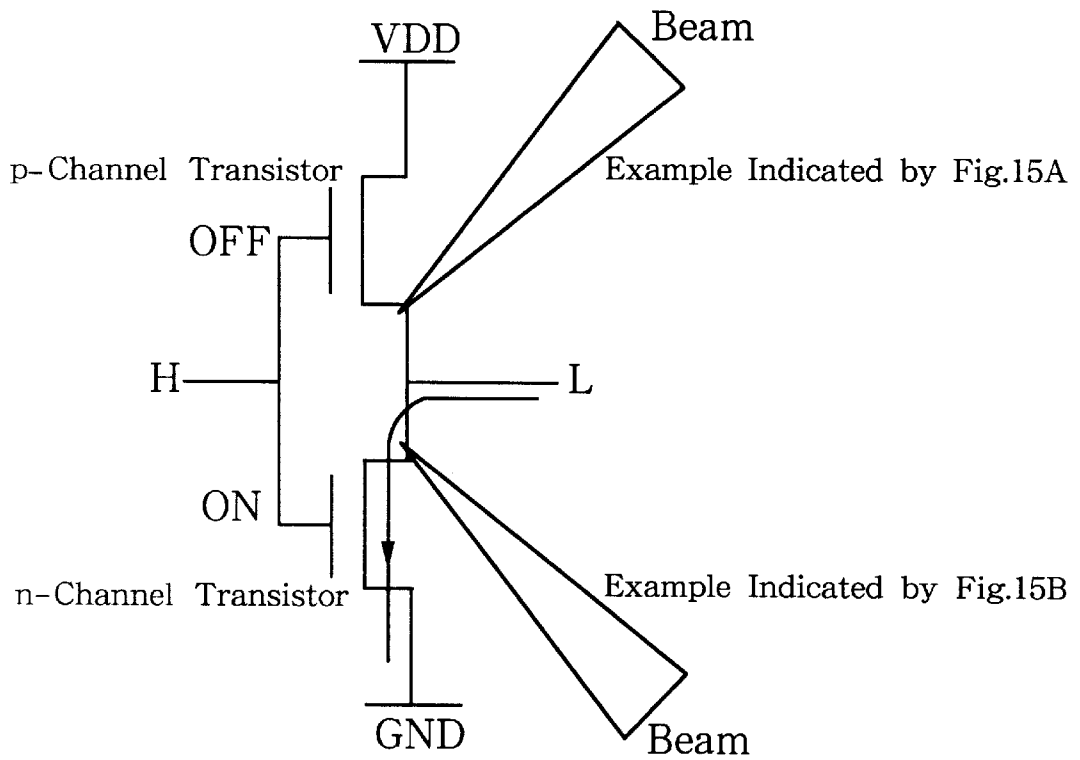 Beam
VDD
p-Channel Transistor
Example Indicated by Fig.15A
OFF
H
L
ON
n-Channel Transistor
Example Indicated by Fig.15B
GND
Beam